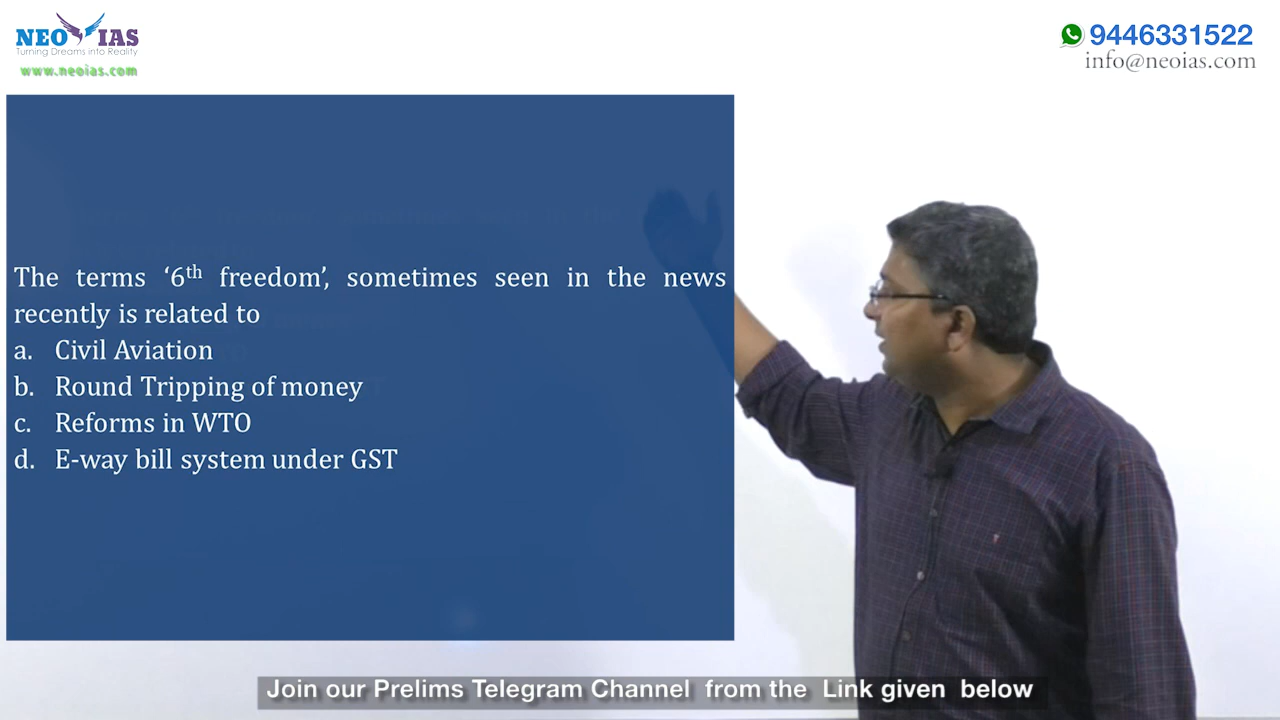 NEO IAS
Turning Dreams into Reality
www.neoias.com
9446331522
info@neoias.com
The terms ‘6th freedom’, sometimes seen in the news
recently is related to
a. Civil Aviation
b. Round Tripping of money
c. Reforms in WTO
d. E-way bill system under GST
Join our Prelims Telegram Channel from the Link given below